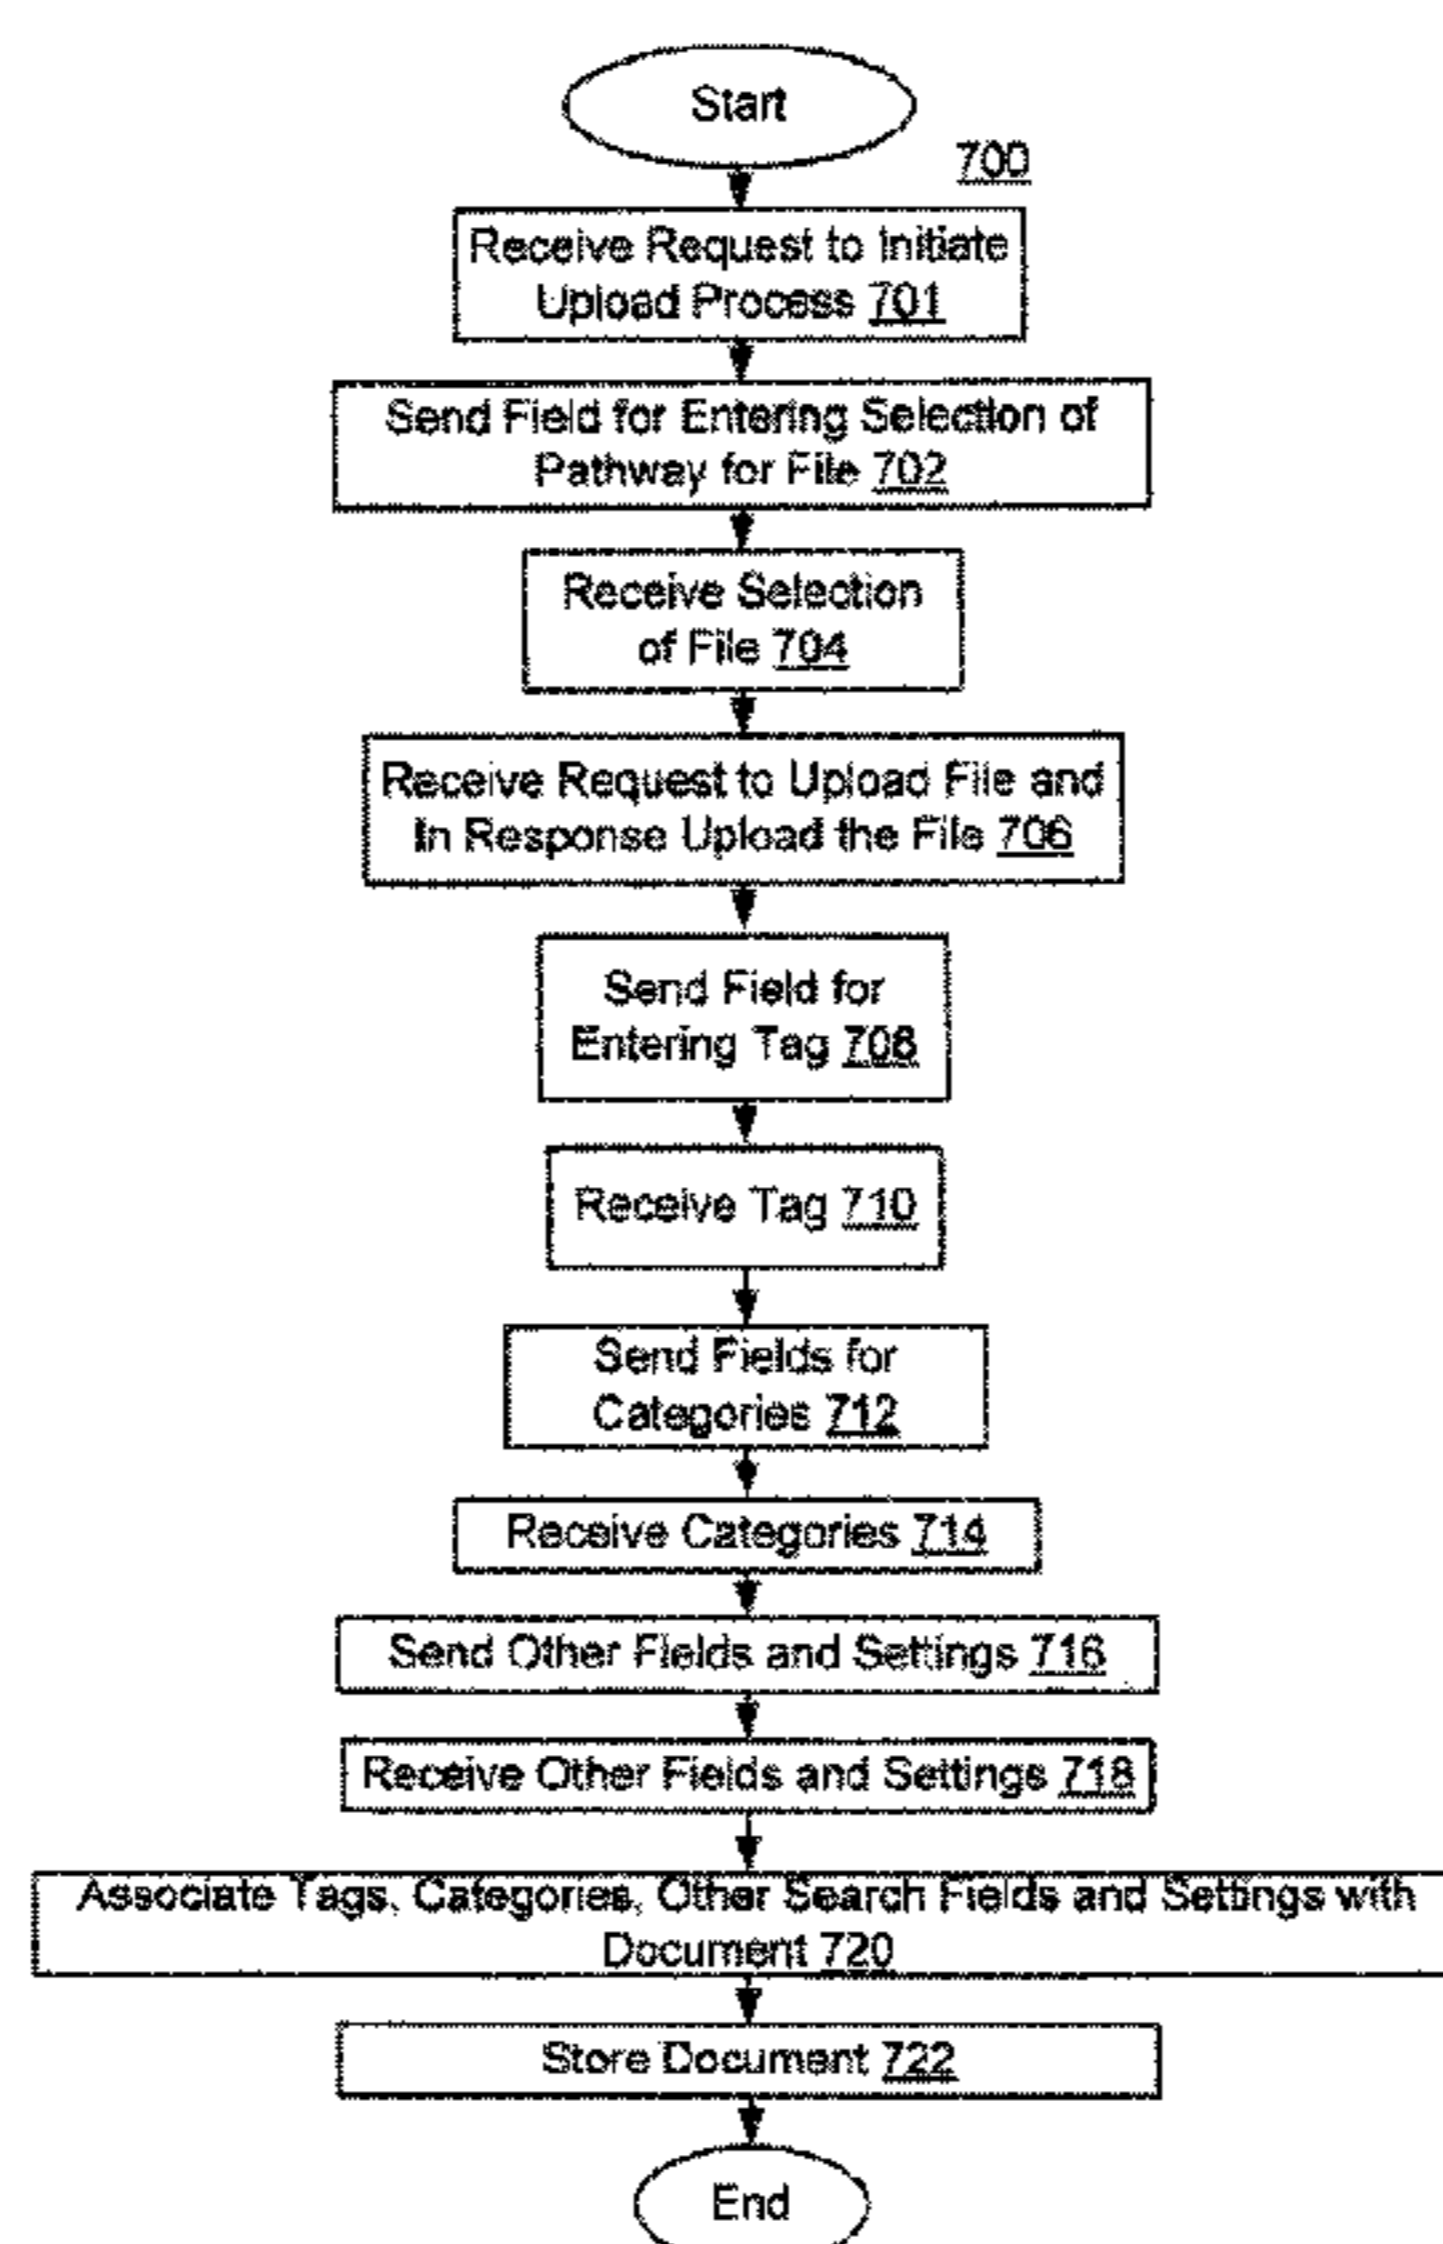 Start
700
Receive Request to Initiate
Upload Process 701
Send Field for Entering Selection of
Pathway for File 702
Receive Selection
of File 704
Receive Request to Upload File and
In Response Upload the File 706
Send Field for
Entering Tag 708
Receive Tag 710
Send Fields for
Categories 712
Receive Categories 714
Send Other Fields and Settings 716
Receive Other Fields and Settings 718
Associate Tags, Categories, Other Search Fields and Settings with
Document 720
Store Document 722
End